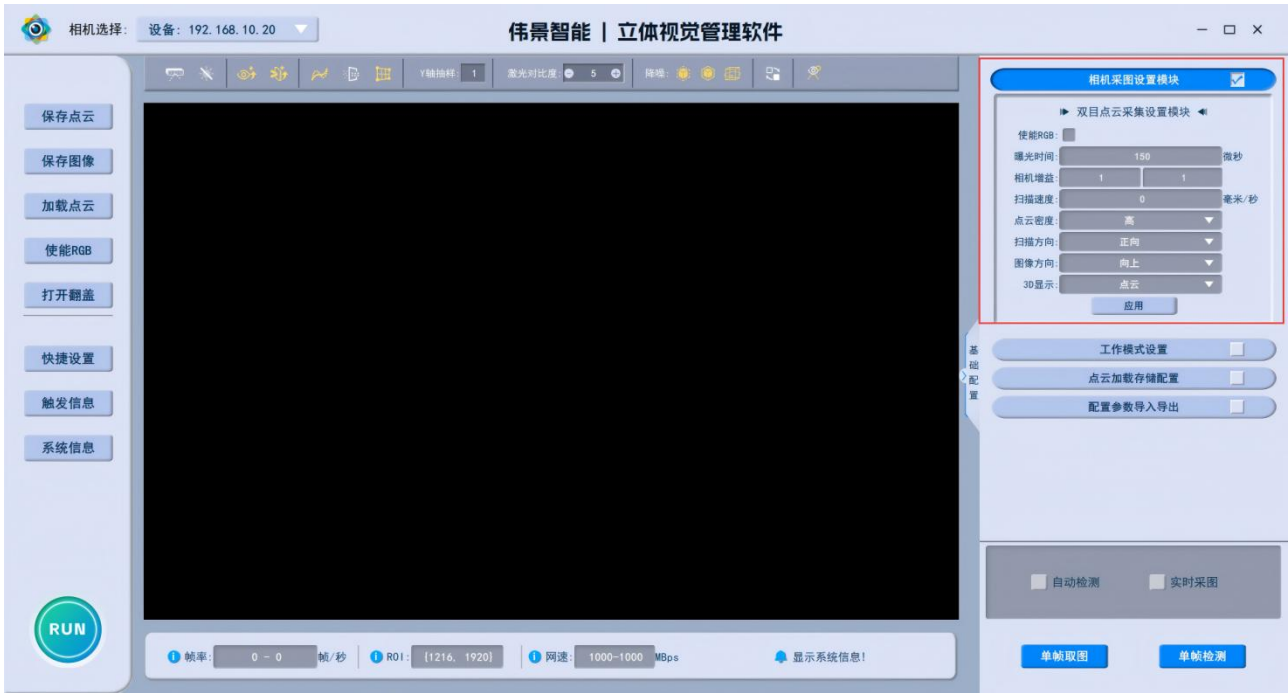 相机选择: 设备: 192.168.10.20
伟景智能 | 立体视觉管理软件
Y轴抽样: 1 激光对比度: 5 降噪:
保存点云
保存图像
加载点云
使能RGB
打开翻盖
快捷设置
触发信息
系统信息
RUN
基础配置
相机采图设置模块
双目点云采集设置模块
使能RGB:
曝光时间: 150 微秒
相机增益: 1 1
扫描速度: 0 毫米/秒
点云密度: 高
扫描方向: 正向
图像方向: 向上
3D显示: 点云
应用
工作模式设置
点云加载存储配置
配置参数导入导出
自动检测 实时采图
单帧取图 单帧检测
帧率: 0 - 0 帧/秒 ROI: {1216, 1920} 网速: 1000-1000 MBps 显示系统信息!